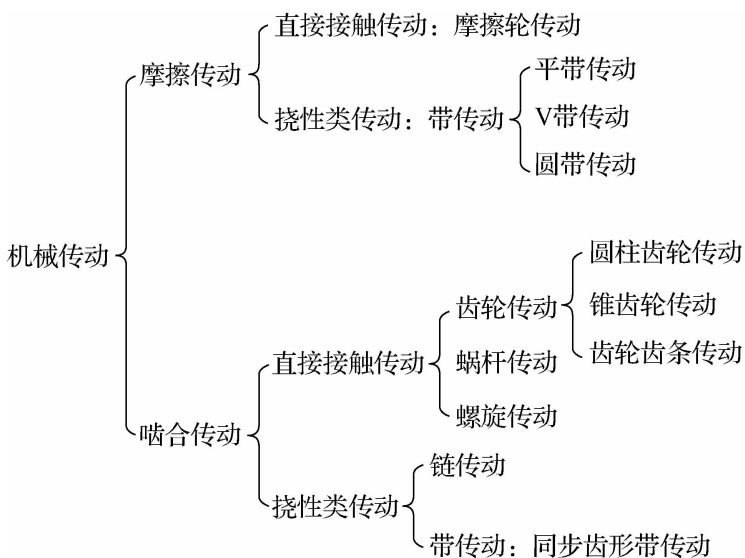 直接接触传动：摩擦轮传动
摩擦传动
平带传动
挠性类传动：带传动
V带传动
圆带传动
机械传动
圆柱齿轮传动
齿轮传动
锥齿轮传动
齿轮齿条传动
直接接触传动
蜗杆传动
螺旋传动
啮合传动
链传动
挠性类传动
带传动：同步齿形带传动